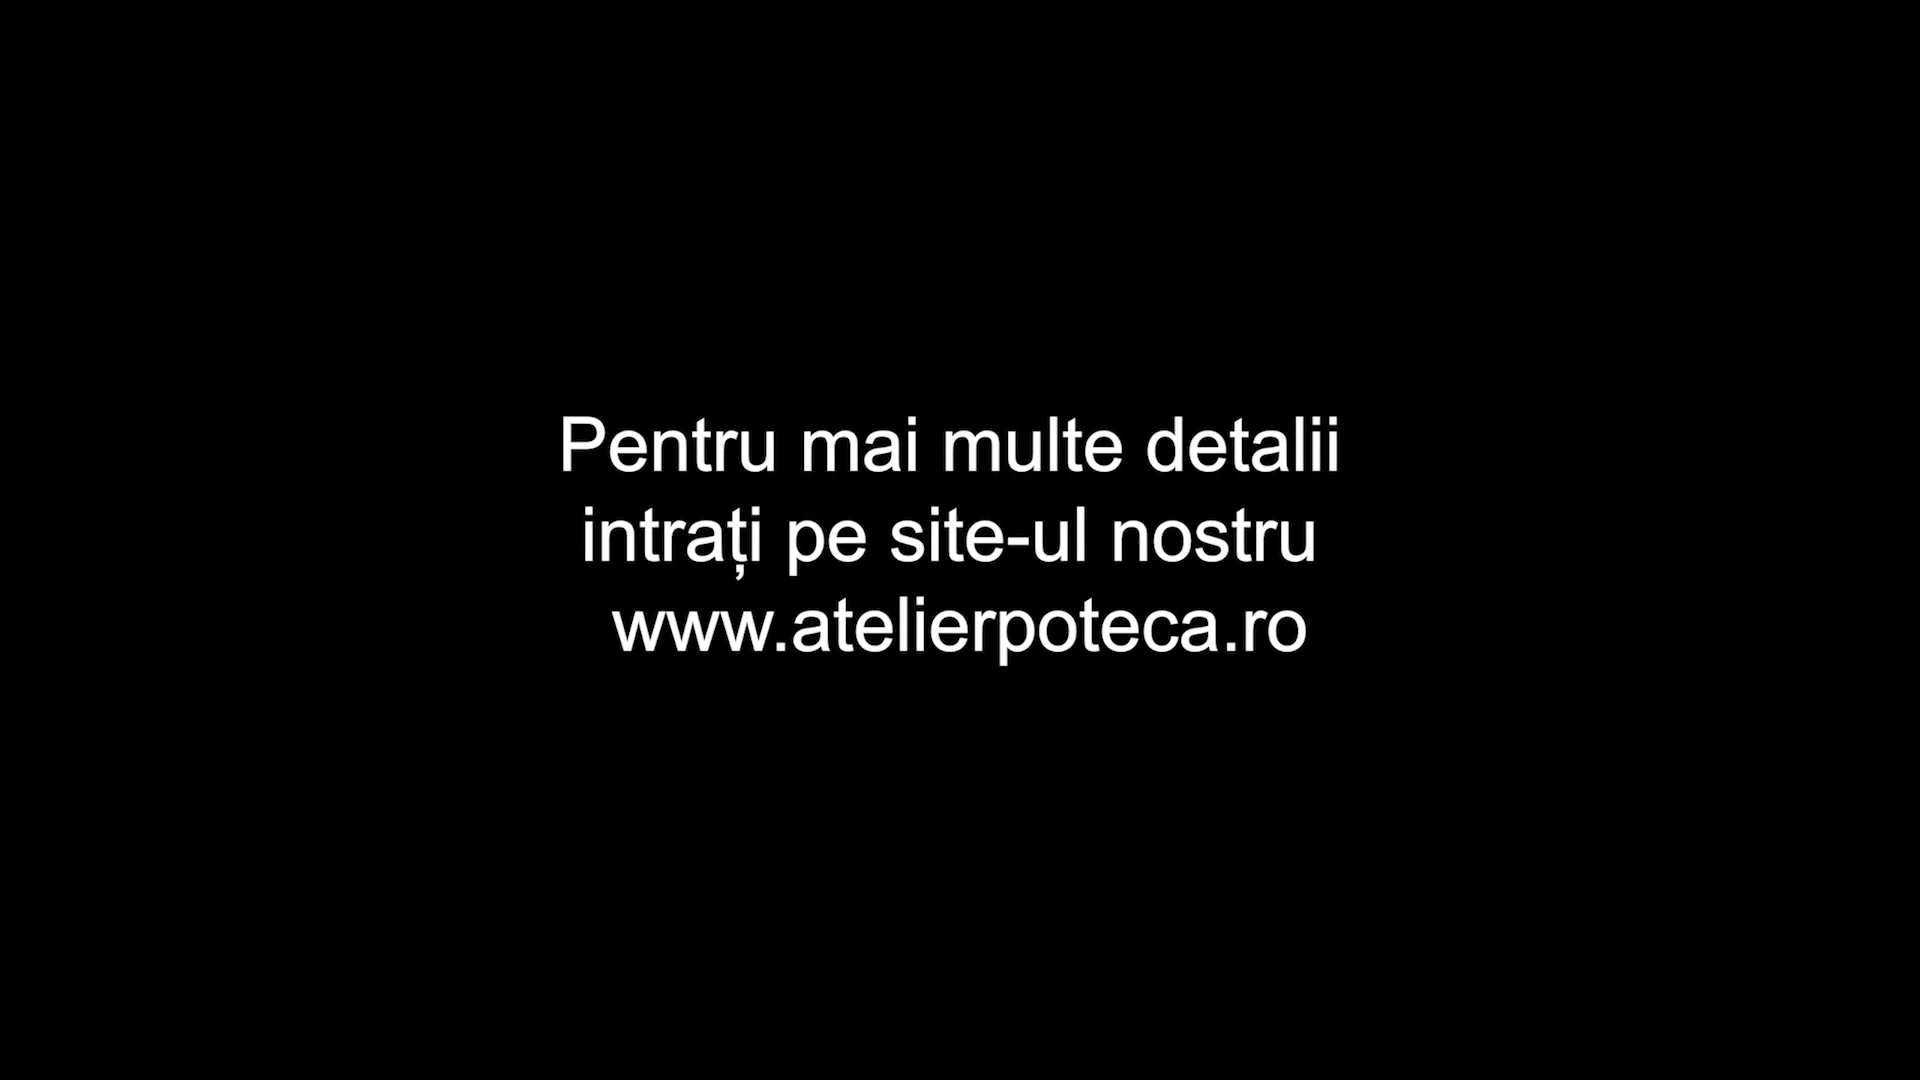 Pentru mai multe detalii
intrați pe site-ul nostru
www.atelierpoteca.ro